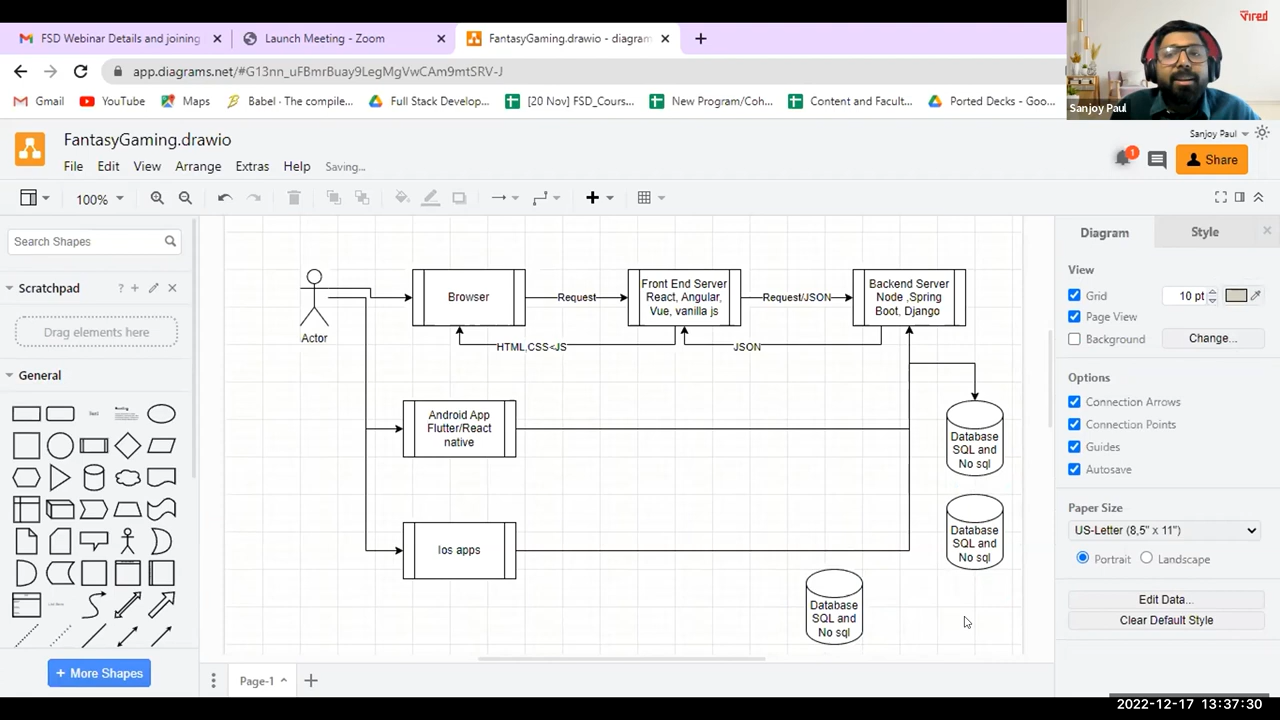 FSD Webinar Details and joining
Launch Meeting - Zoom
FantasyGaming.drawio - diagram
app.diagrams.net/#G13nn_uFBmrBuay9LegMgVwCAm9mtSRV-J
Gmail
YouTube
Maps
Babel · The compile...
Full Stack Develop...
[20 Nov] FSD_Cours...
New Program/Coh...
Content and Facult...
Ported Decks - Goo...
vired
Sanjoy Paul
FantasyGaming.drawio
Sanjoy Paul
File Edit View Arrange Extras Help Saving...
1
Share
100%
Search Shapes
Scratchpad
Drag elements here
General
Text
Heading
List Item
+ More Shapes
Actor
Browser
Request
Front End Server
React, Angular,
Vue, vanilla js
Request/JSON
Backend Server
Node ,Spring
Boot, Django
HTML,CSS<JS
JSON
Android App
Flutter/React
native
Ios apps
Database
SQL and
No sql
Database
SQL and
No sql
Database
SQL and
No sql
Diagram
Style
View
Grid
10 pt
Page View
Background
Change...
Options
Connection Arrows
Connection Points
Guides
Autosave
Paper Size
US-Letter (8,5" x 11")
Portrait
Landscape
Edit Data...
Clear Default Style
Page-1
2022-12-17 13:37:30